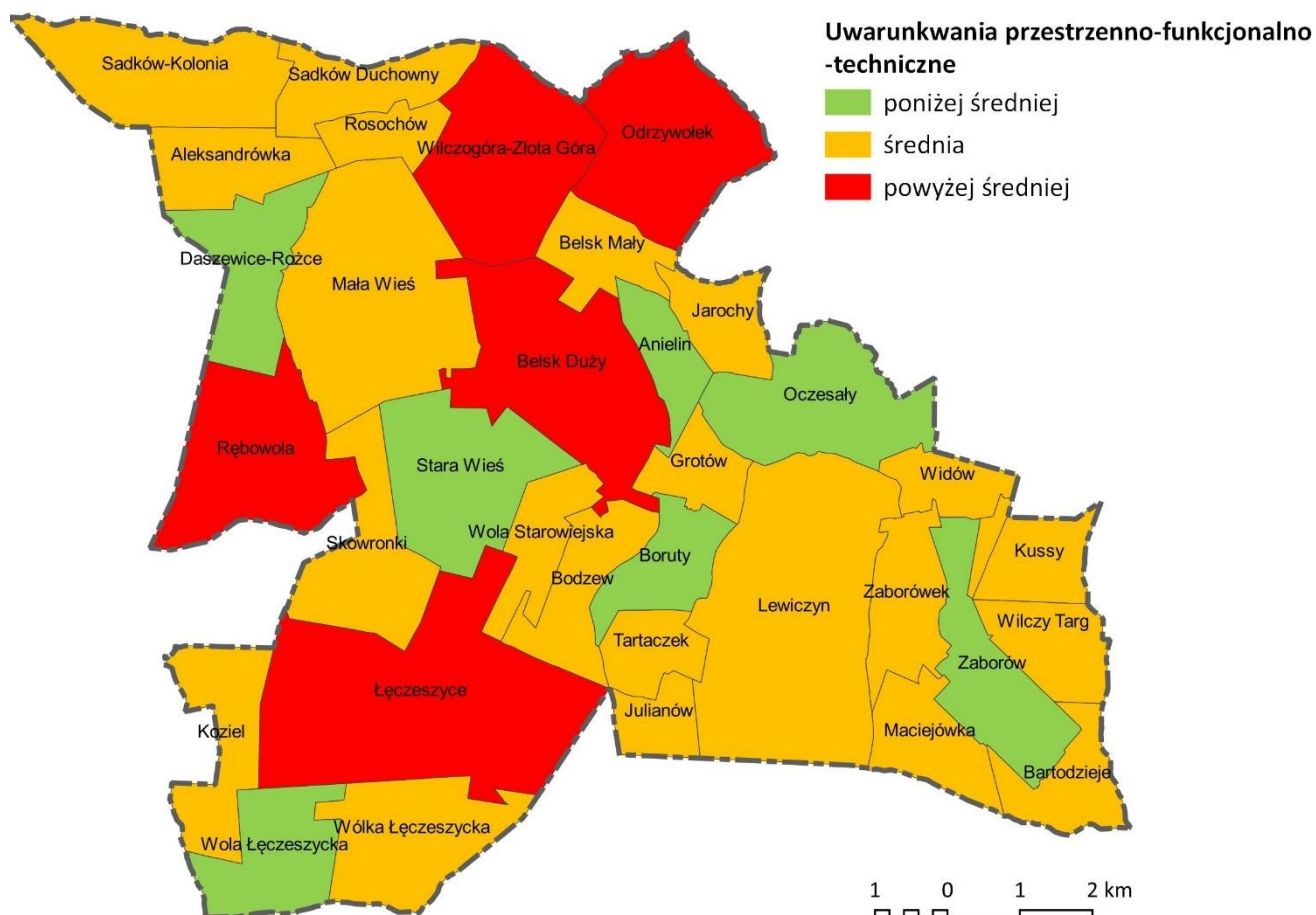 Uwarunkwania przestrzenno-funkcjonalno
-techniczne
poniżej średniej
średnia
powyżej średniej
Sadków-Kolonia
Sadków Duchowny
Rosochów
Aleksandrówka
Wilczogóra-Złota Góra
Odrzywołek
Daszewice-Rożce
Mała Wieś
Belsk Mały
Jarochy
Anielin
Belsk Duży
Oczesały
Rębowola
Stara Wieś
Grotów
Widów
Skowronki
Wola Starowiejska
Bodzew
Boruty
Kussy
Lewiczyn
Zaborówek
Wilczy Targ
Tartaczek
Zaborów
Łęczeszyce
Julianów
Koziel
Maciejówka
Bartodzieje
Wola Łęczeszycka
Wólka Łęczeszycka
1 0 1 2 km